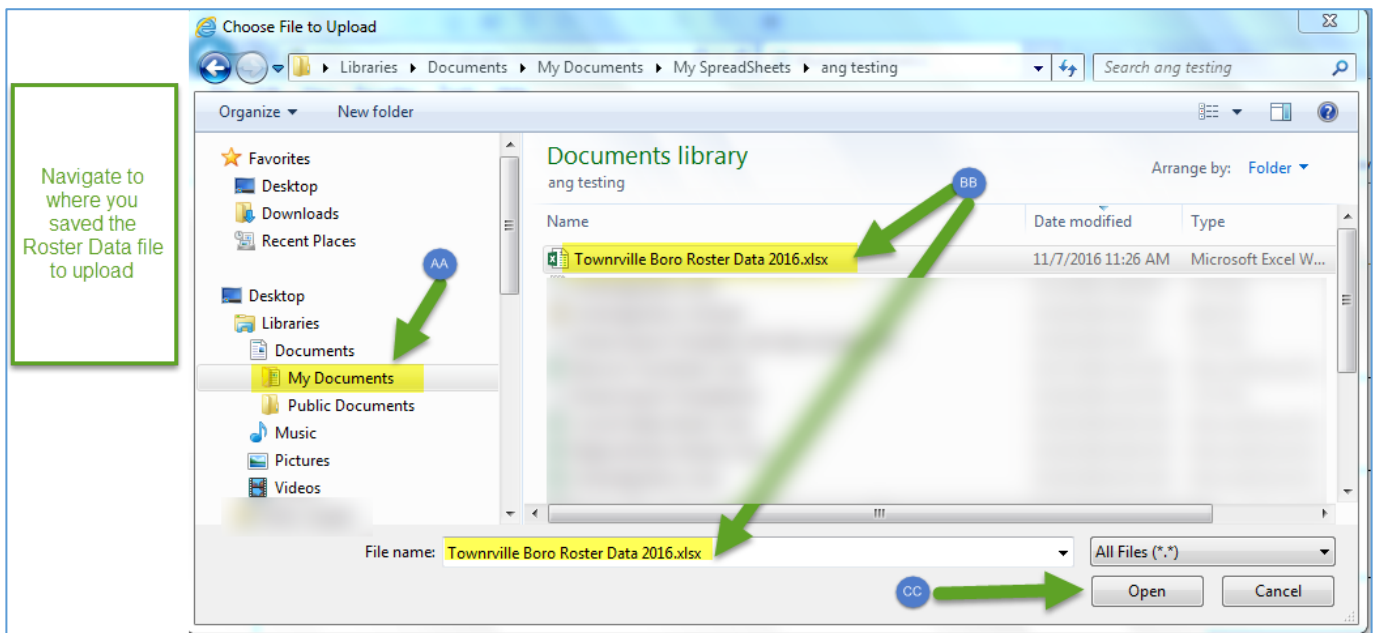 Choose File to Upload
Libraries Documents My Documents My SpreadSheets ang testing
Search ang testing
Organize New folder
Navigate to
where you
saved the
Roster Data file
to upload
Favorites
Desktop
Downloads
Recent Places
AA
Desktop
Libraries
Documents
My Documents
Public Documents
Music
Pictures
Videos
Documents library
ang testing
BB
Arrange by: Folder
Name Date modified Type
Townrville Boro Roster Data 2016.xlsx 11/7/2016 11:26 AM Microsoft Excel W...
File name: Townrville Boro Roster Data 2016.xlsx All Files (*.*)
CC
Open Cancel